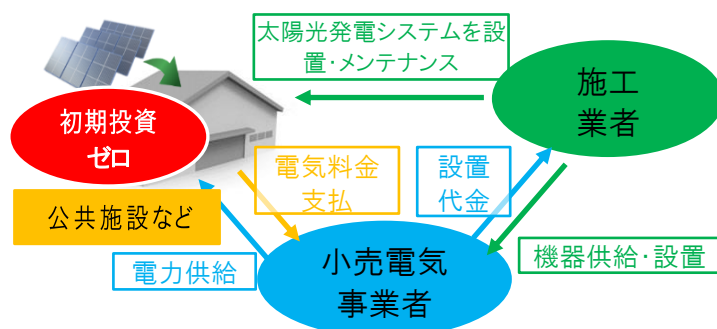 太陽光発電システムを設
置・メンテナンス
施工
業者
初期投資
ゼロ
公共施設など
電気料金
支払
設置
代金
電力供給
小売電気
事業者
機器供給・設置